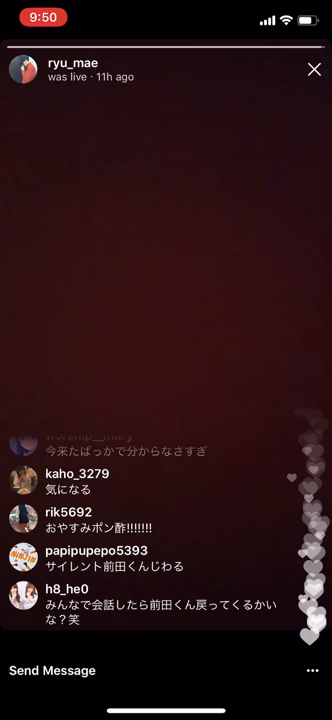 9:50
ryu_mae
was live · 11h ago
worship__mary
今来たばっかで分からなさすぎ
kaho_3279
気になる
rik5692
おやすみポン酢!!!!!!!
papipupepo5393
サイレント前田くんじわる
h8_he0
みんなで会話したら前田くん戻ってくるかい
な？笑
Send Message